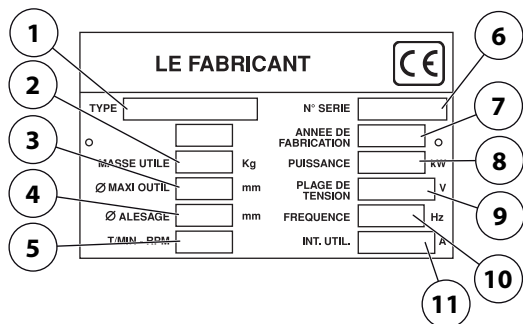 1
2
3
4
5
6
7
8
9
10
11
LE FABRICANT CE
TYPE N° SERIE
ANNEE DE
FABRICATION
MASSE UTILE Kg PUISSANCE kW
Ø MAXI OUTIL mm PLAGE DE
TENSION V
Ø ALESAGE mm FREQUENCE Hz
T/MIN - RPM INT. UTIL. A